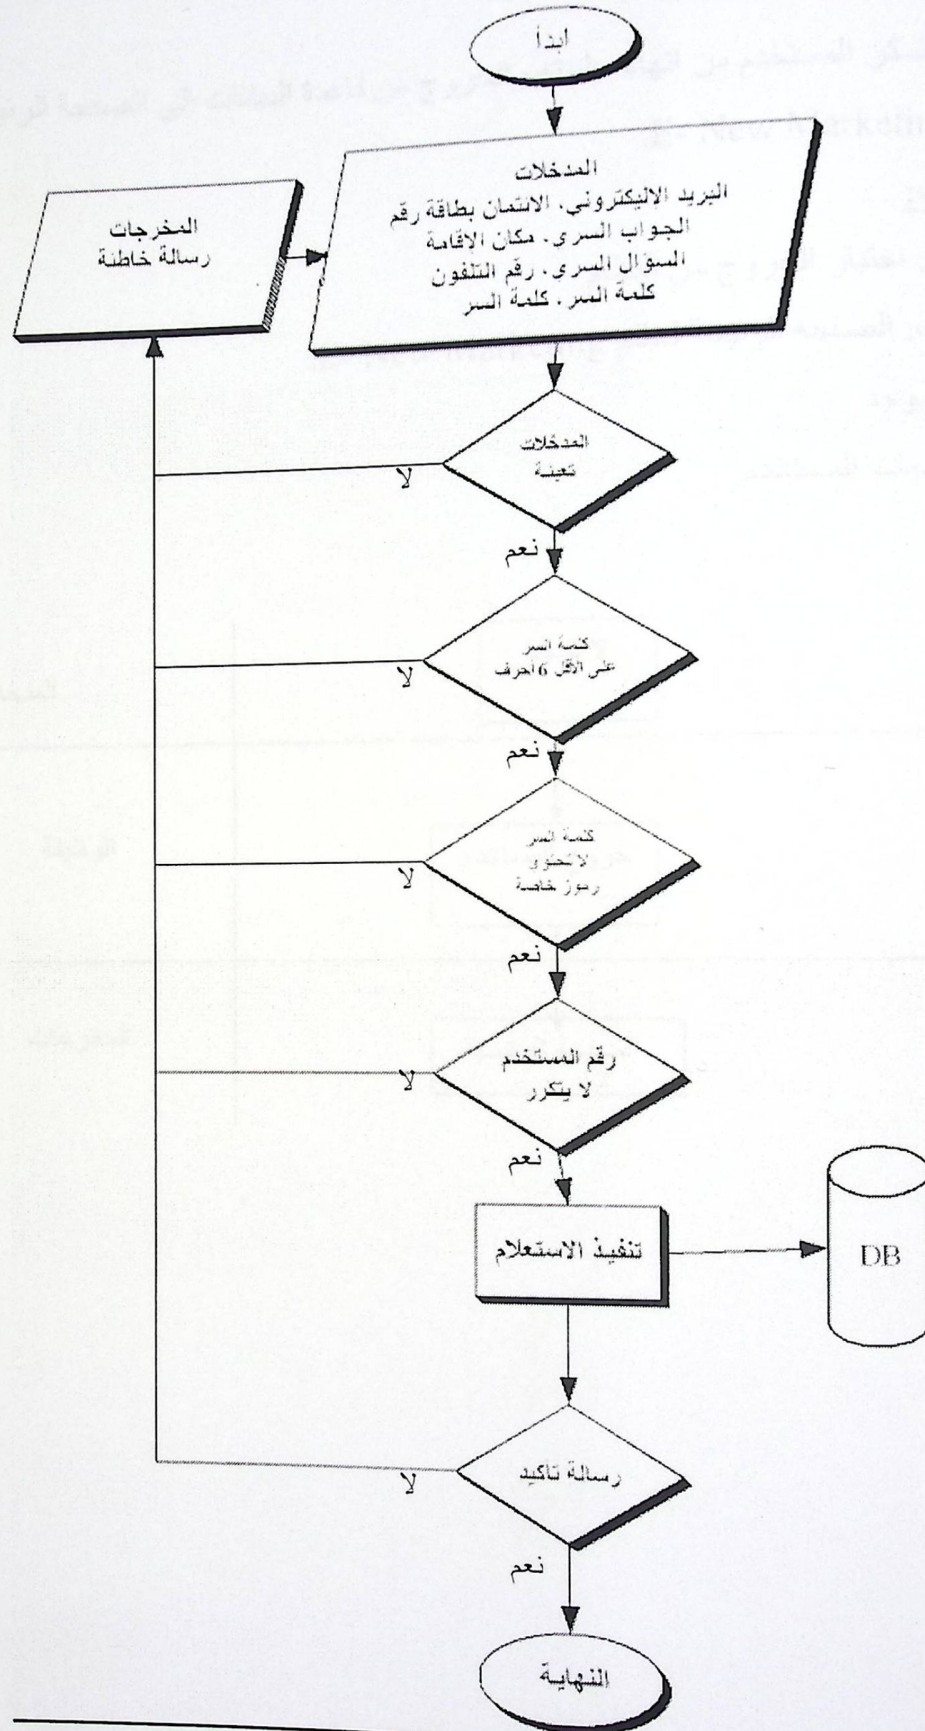 ابدأ
المدخلات
البريد الاليكتروني، الائتمان بطاقة رقم
الجواب السري، مكان الاقامة
السؤال السري، رقم التلفون
كلمة السر، كلمة السر
المخرجات
رسالة خاطئة
المدخلات
تعبئة
لا
نعم
كلمة السر
على الاقل 6 أحرف
لا
نعم
كلمة السر
لا تحتوي
رموز خاصة
لا
نعم
رقم المستخدم
لا يتكرر
لا
نعم
تنفيذ الاستعلام
DB
رسالة تاكيد
لا
نعم
النهاية